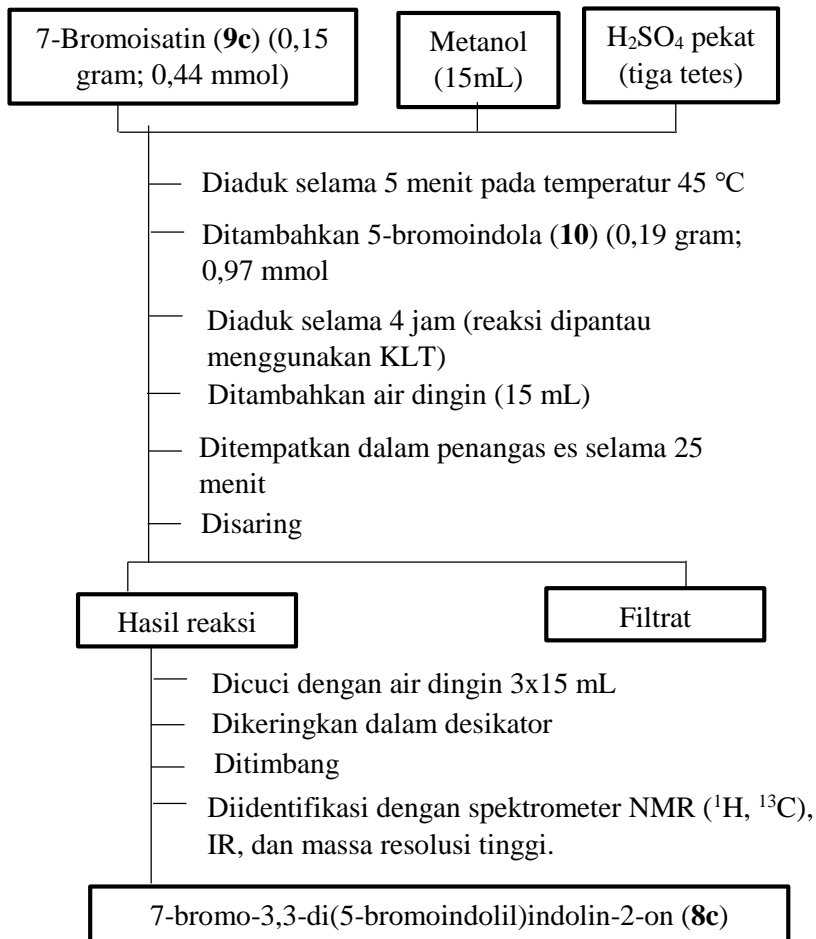 7-Bromoisatin (9c) (0,15
gram; 0,44 mmol)
Metanol
(15mL)
H₂SO₄ pekat
(tiga tetes)
Diaduk selama 5 menit pada temperatur 45 °C
Ditambahkan 5-bromoindola (10) (0,19 gram;
0,97 mmol
Diaduk selama 4 jam (reaksi dipantau
menggunakan KLT)
Ditambahkan air dingin (15 mL)
Ditempatkan dalam penangas es selama 25
menit
Disaring
Hasil reaksi
Filtrat
Dicuci dengan air dingin 3x15 mL
Dikeringkan dalam desikator
Ditimbang
Diidentifikasi dengan spektrometer NMR (¹H, ¹³C),
IR, dan massa resolusi tinggi.
7-bromo-3,3-di(5-bromoindolil)indolin-2-on (8c)